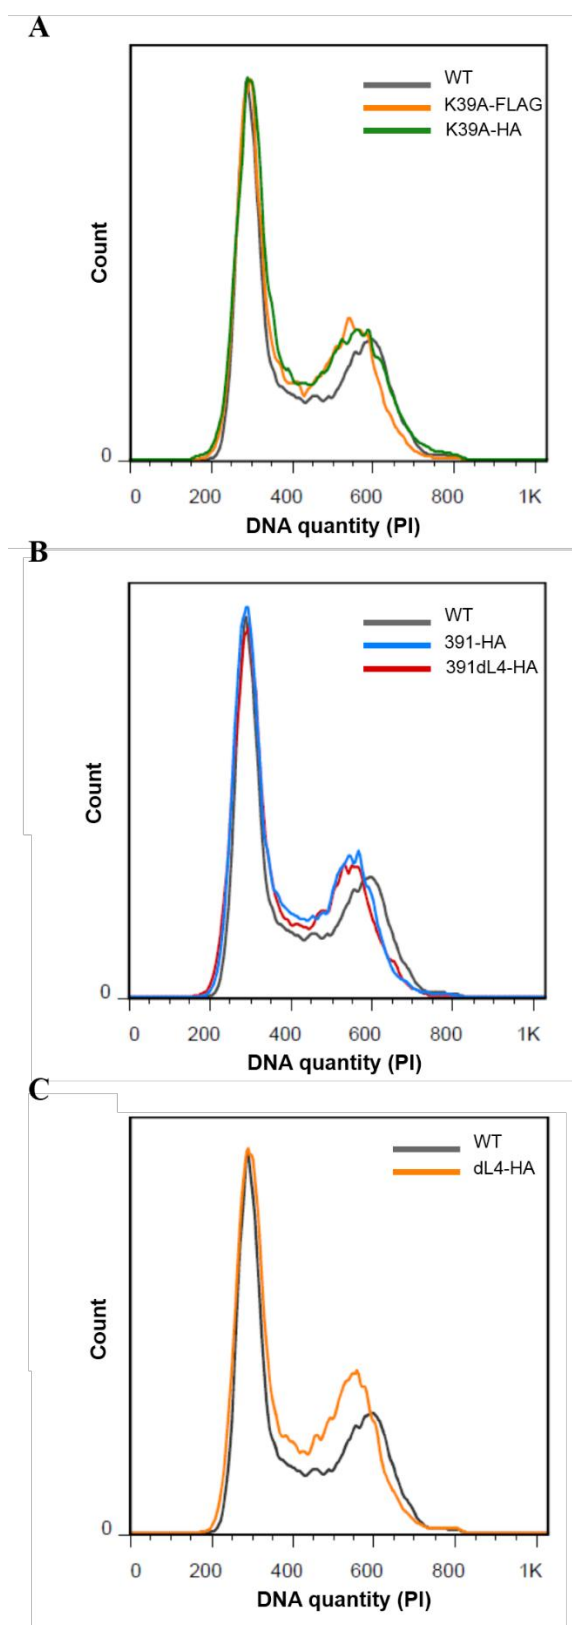 A
WT
K39A-FLAG
K39A-HA
Count
0
0 200 400 600 800 1K
DNA quantity (PI)
B
WT
391-HA
391dL4-HA
Count
0
0 200 400 600 800 1K
DNA quantity (PI)
C
WT
dL4-HA
Count
0
0 200 400 600 800 1K
DNA quantity (PI)